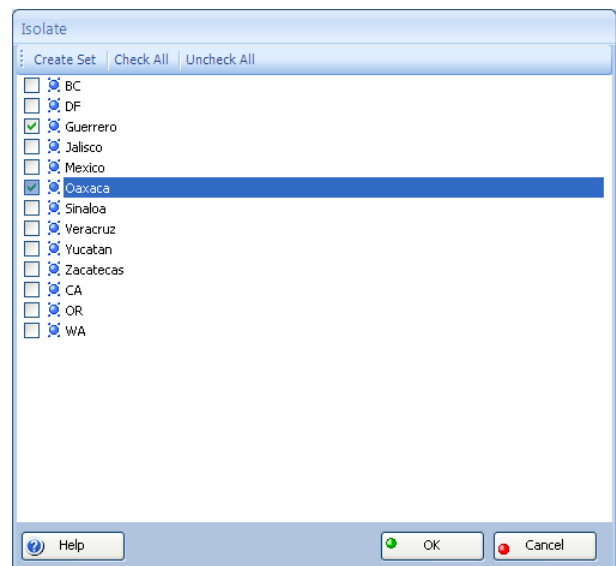 Isolate
Create Set Check All Uncheck All
BC
DF
Guerrero
Jalisco
Mexico
Oaxaca
Sinaloa
Veracruz
Yucatan
Zacatecas
CA
OR
WA
Help OK Cancel